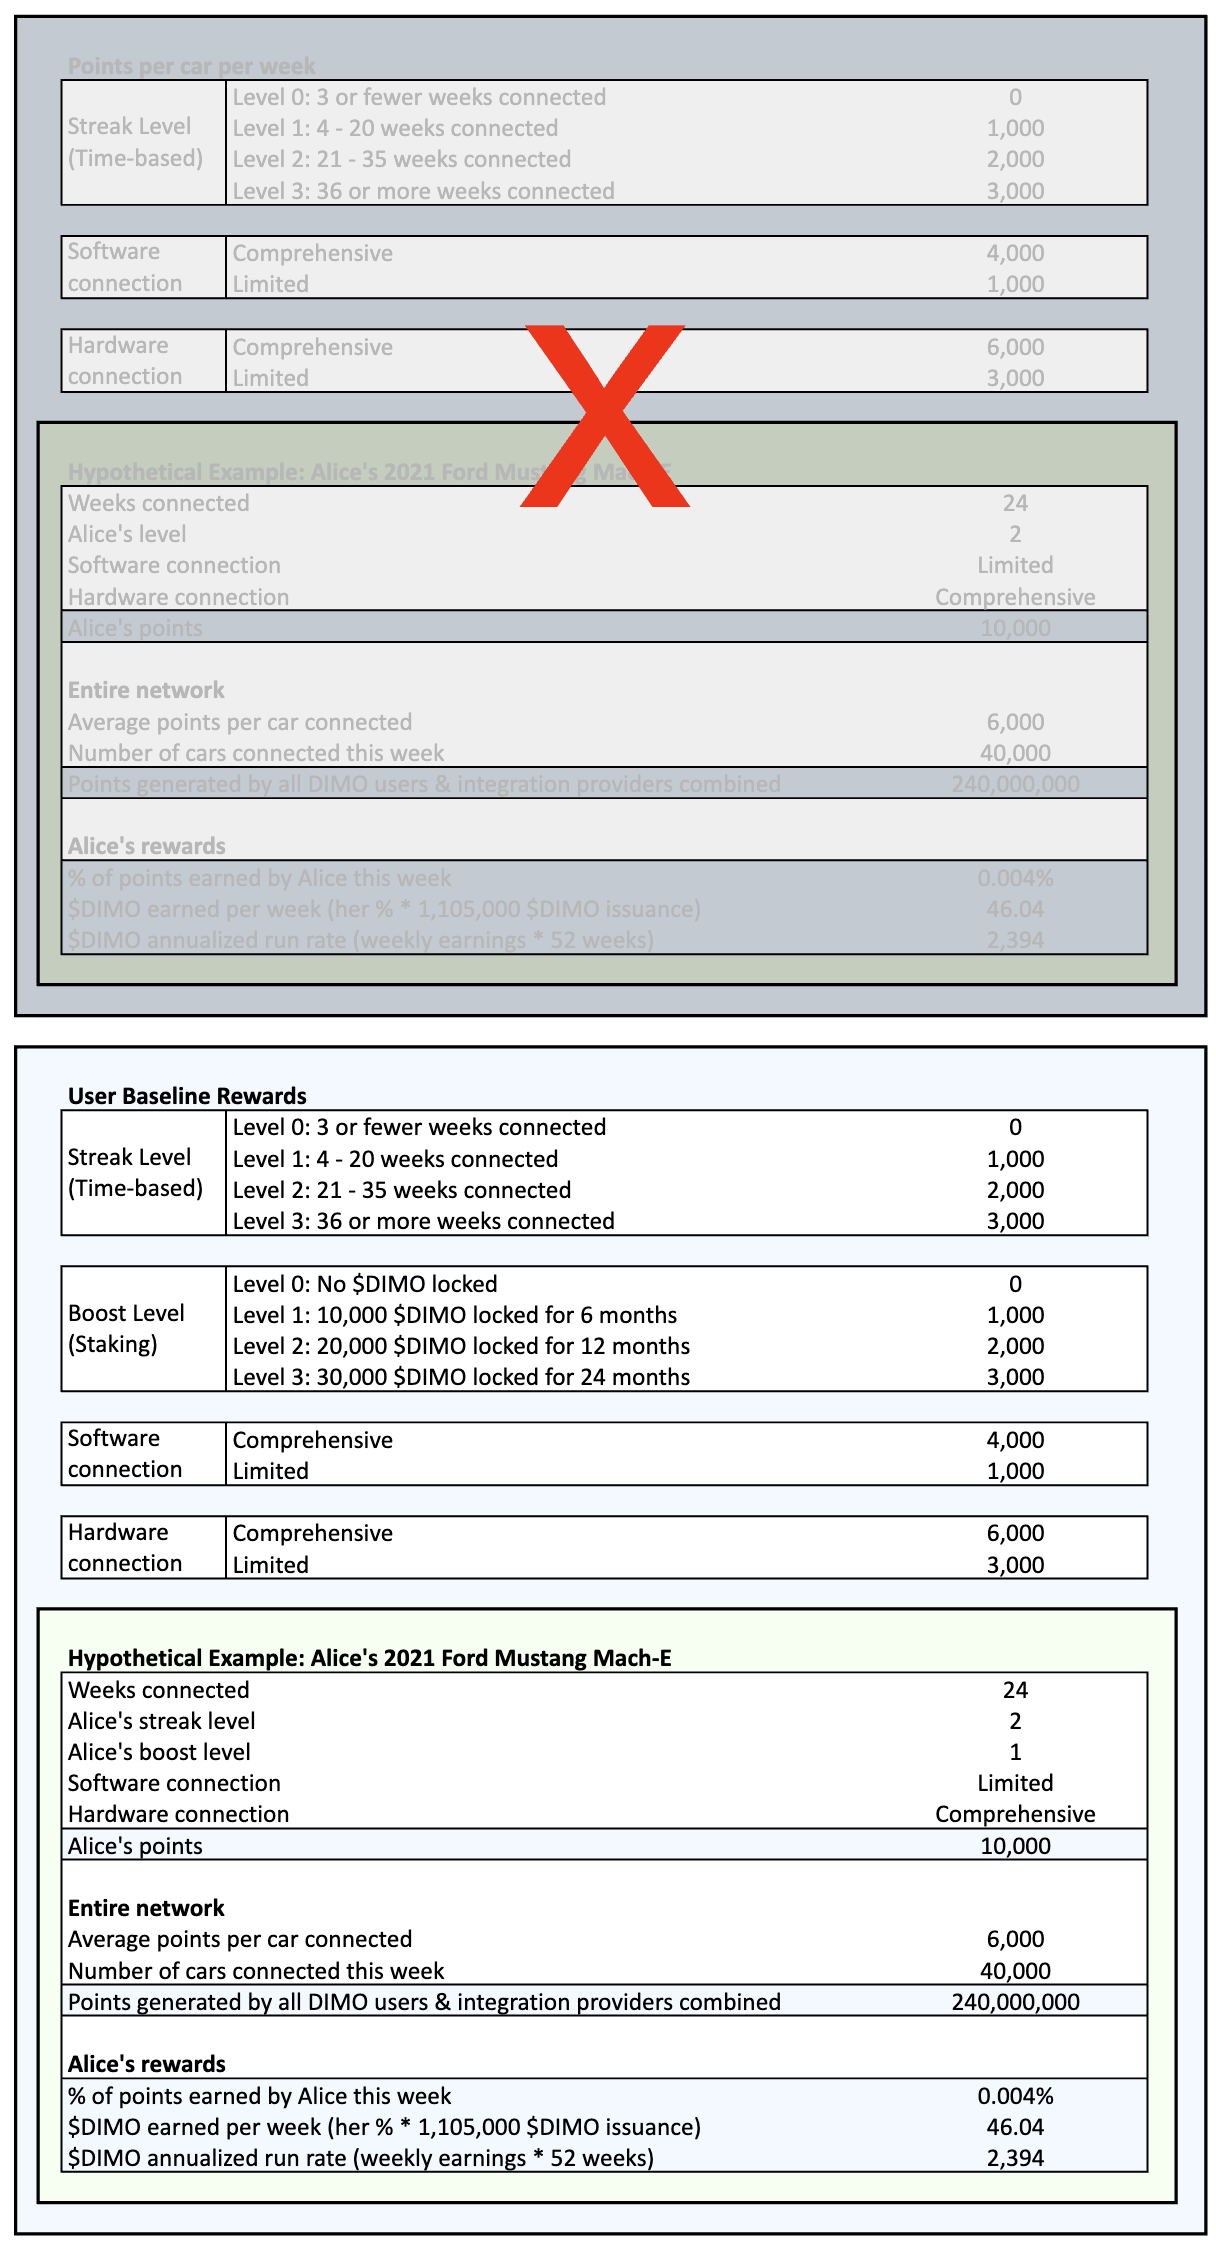 Points per car per week
Streak Level
(Time-based)
Level 0: 3 or fewer weeks connected 0
Level 1: 4 - 20 weeks connected 1,000
Level 2: 21 - 35 weeks connected 2,000
Level 3: 36 or more weeks connected 3,000
Software
connection
Comprehensive 4,000
Limited 1,000
Hardware
connection
Comprehensive 6,000
Limited 3,000
X
Hypothetical Example: Alice's 2021 Ford Mustang Mach-E
Weeks connected 24
Alice's level 2
Software connection Limited
Hardware connection Comprehensive
Alice's points 10,000
Entire network
Average points per car connected 6,000
Number of cars connected this week 40,000
Points generated by all DIMO users & integration providers combined 240,000,000
Alice's rewards
% of points earned by Alice this week 0.004%
$DIMO earned per week (her % * 1,105,000 $DIMO issuance) 46.04
$DIMO annualized run rate (weekly earnings * 52 weeks) 2,394
User Baseline Rewards
Streak Level
(Time-based)
Level 0: 3 or fewer weeks connected 0
Level 1: 4 - 20 weeks connected 1,000
Level 2: 21 - 35 weeks connected 2,000
Level 3: 36 or more weeks connected 3,000
Boost Level
(Staking)
Level 0: No $DIMO locked 0
Level 1: 10,000 $DIMO locked for 6 months 1,000
Level 2: 20,000 $DIMO locked for 12 months 2,000
Level 3: 30,000 $DIMO locked for 24 months 3,000
Software
connection
Comprehensive 4,000
Limited 1,000
Hardware
connection
Comprehensive 6,000
Limited 3,000
Hypothetical Example: Alice's 2021 Ford Mustang Mach-E
Weeks connected 24
Alice's streak level 2
Alice's boost level 1
Software connection Limited
Hardware connection Comprehensive
Alice's points 10,000
Entire network
Average points per car connected 6,000
Number of cars connected this week 40,000
Points generated by all DIMO users & integration providers combined 240,000,000
Alice's rewards
% of points earned by Alice this week 0.004%
$DIMO earned per week (her % * 1,105,000 $DIMO issuance) 46.04
$DIMO annualized run rate (weekly earnings * 52 weeks) 2,394